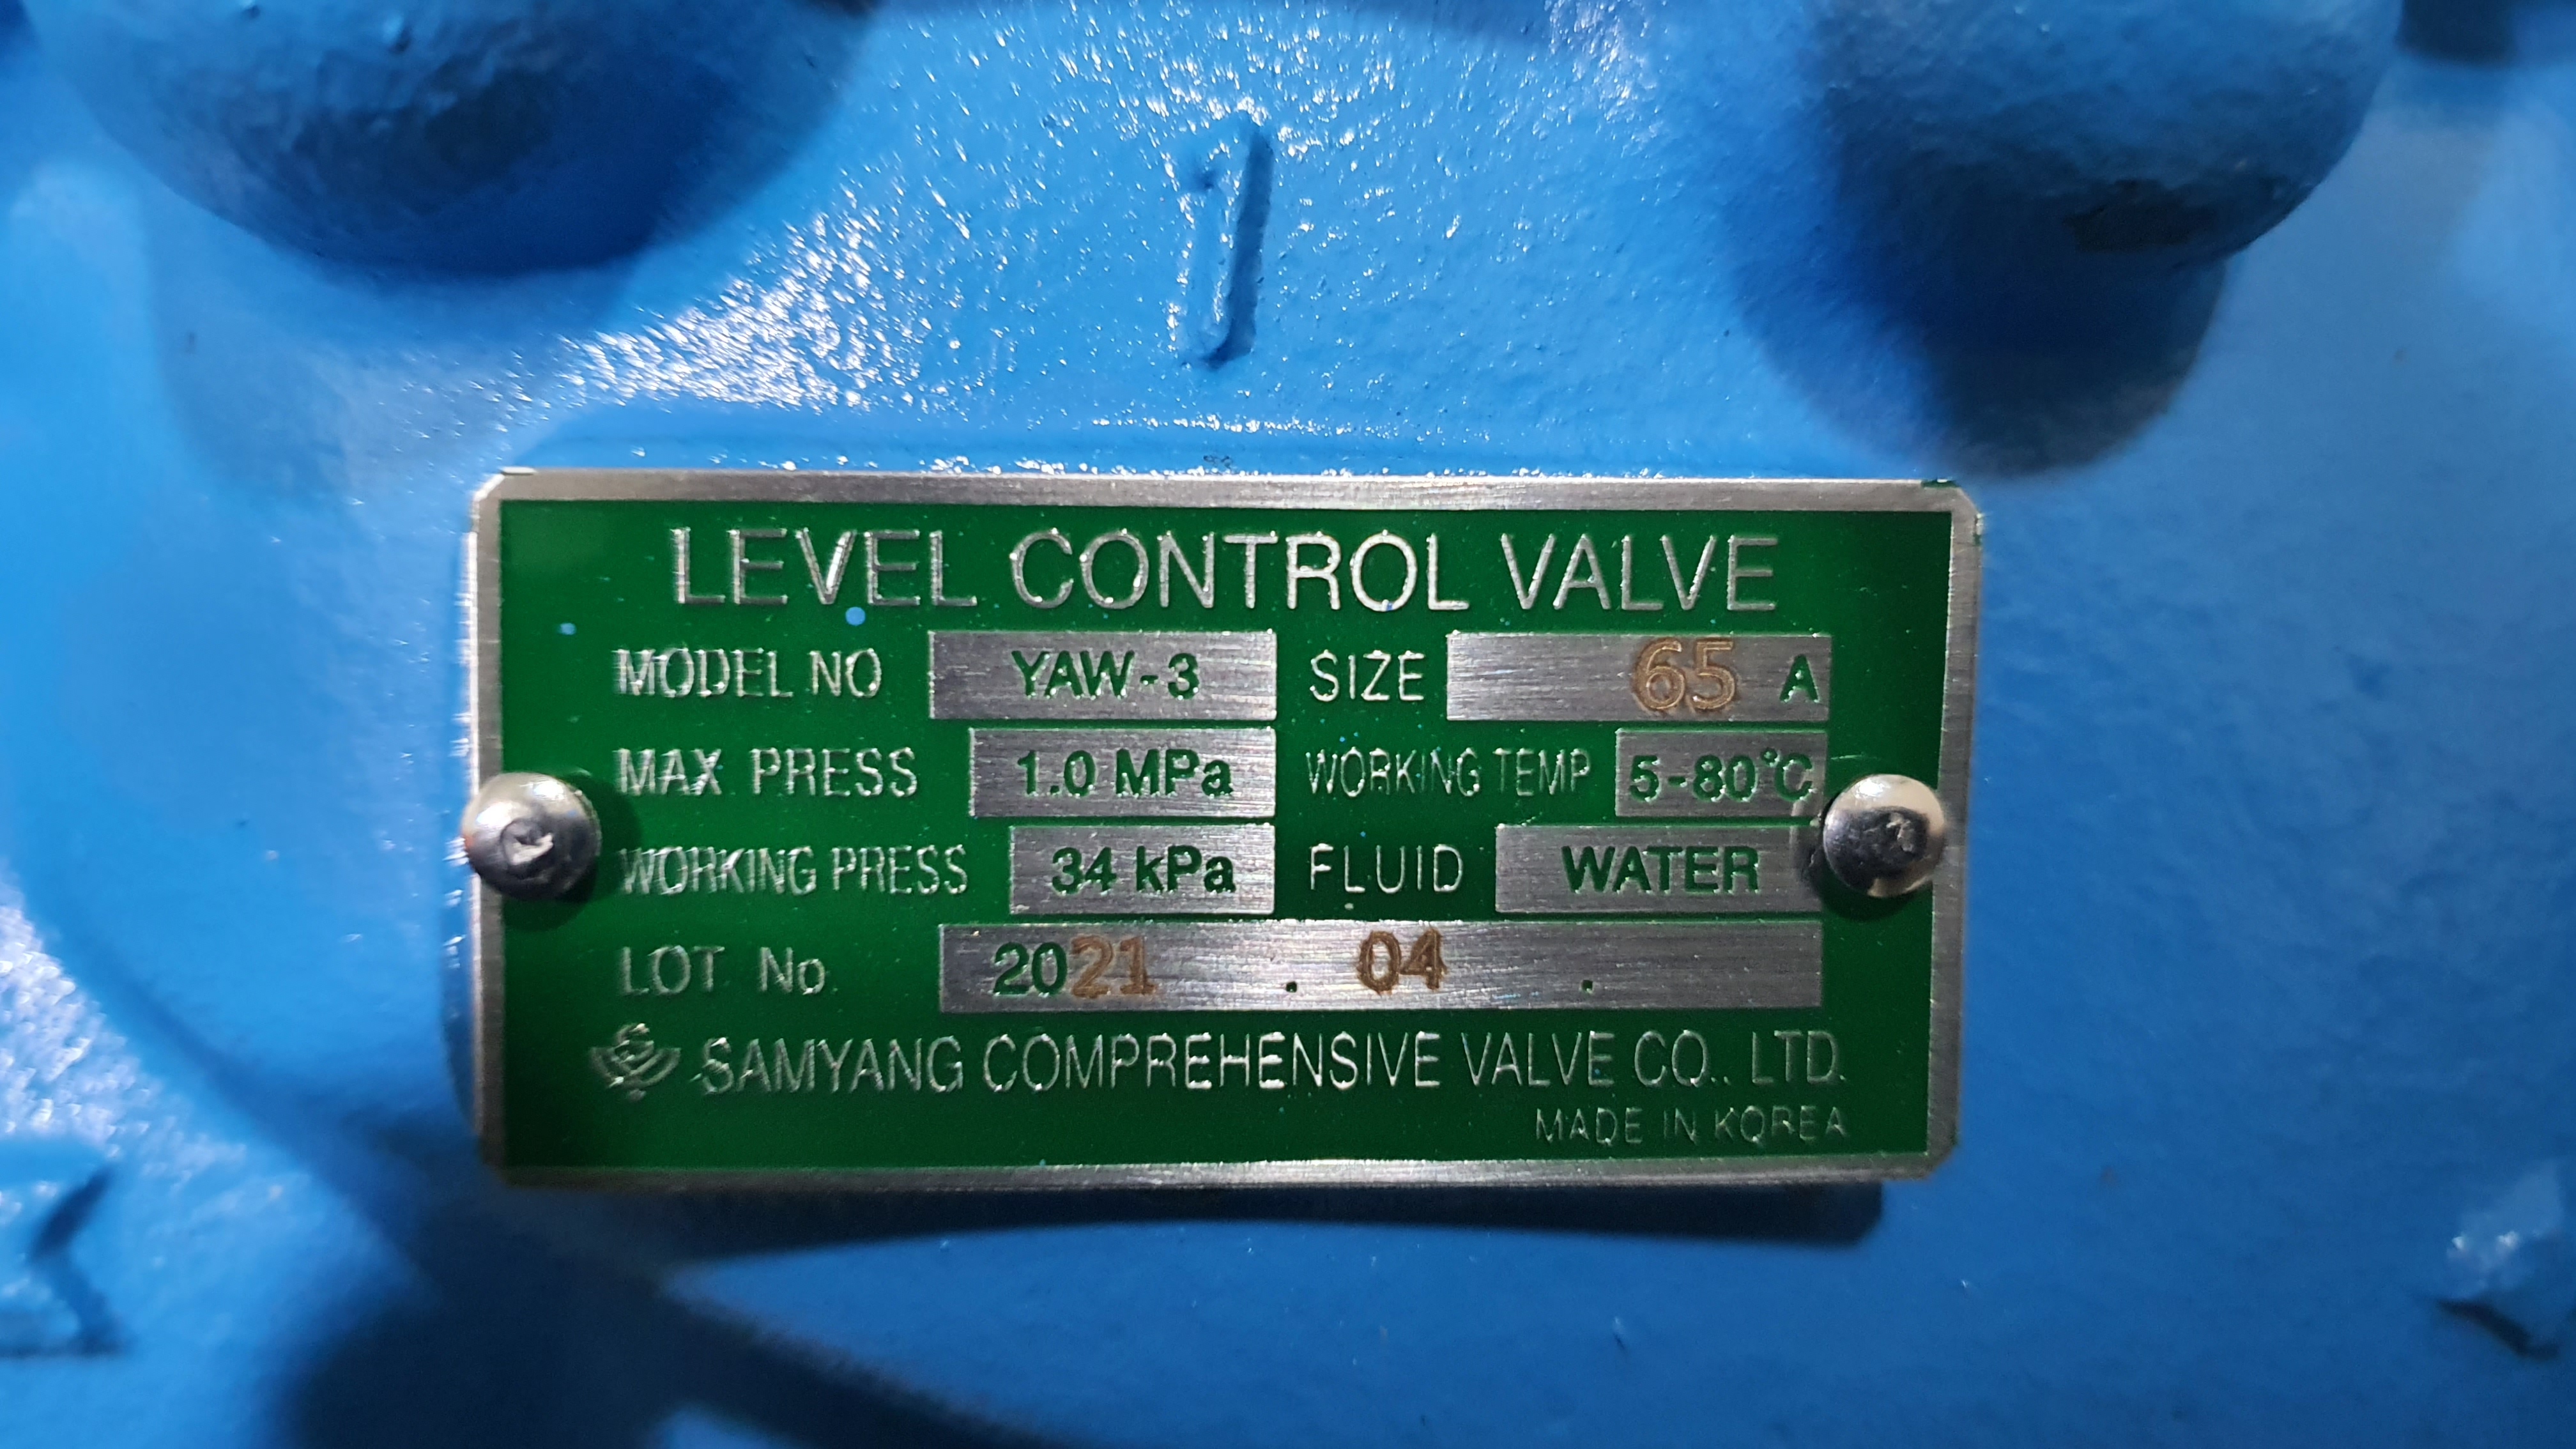 1
LEVEL CONTROL VALVE
MODEL NO YAW-3 SIZE 65 A
MAX PRESS 1.0 MPa WORKING TEMP 5-80℃
WORKING PRESS 34 kPa FLUID WATER
LOT No 2021 . 04 .
SAMYANG COMPREHENSIVE VALVE CO., LTD.
MADE IN KOREA